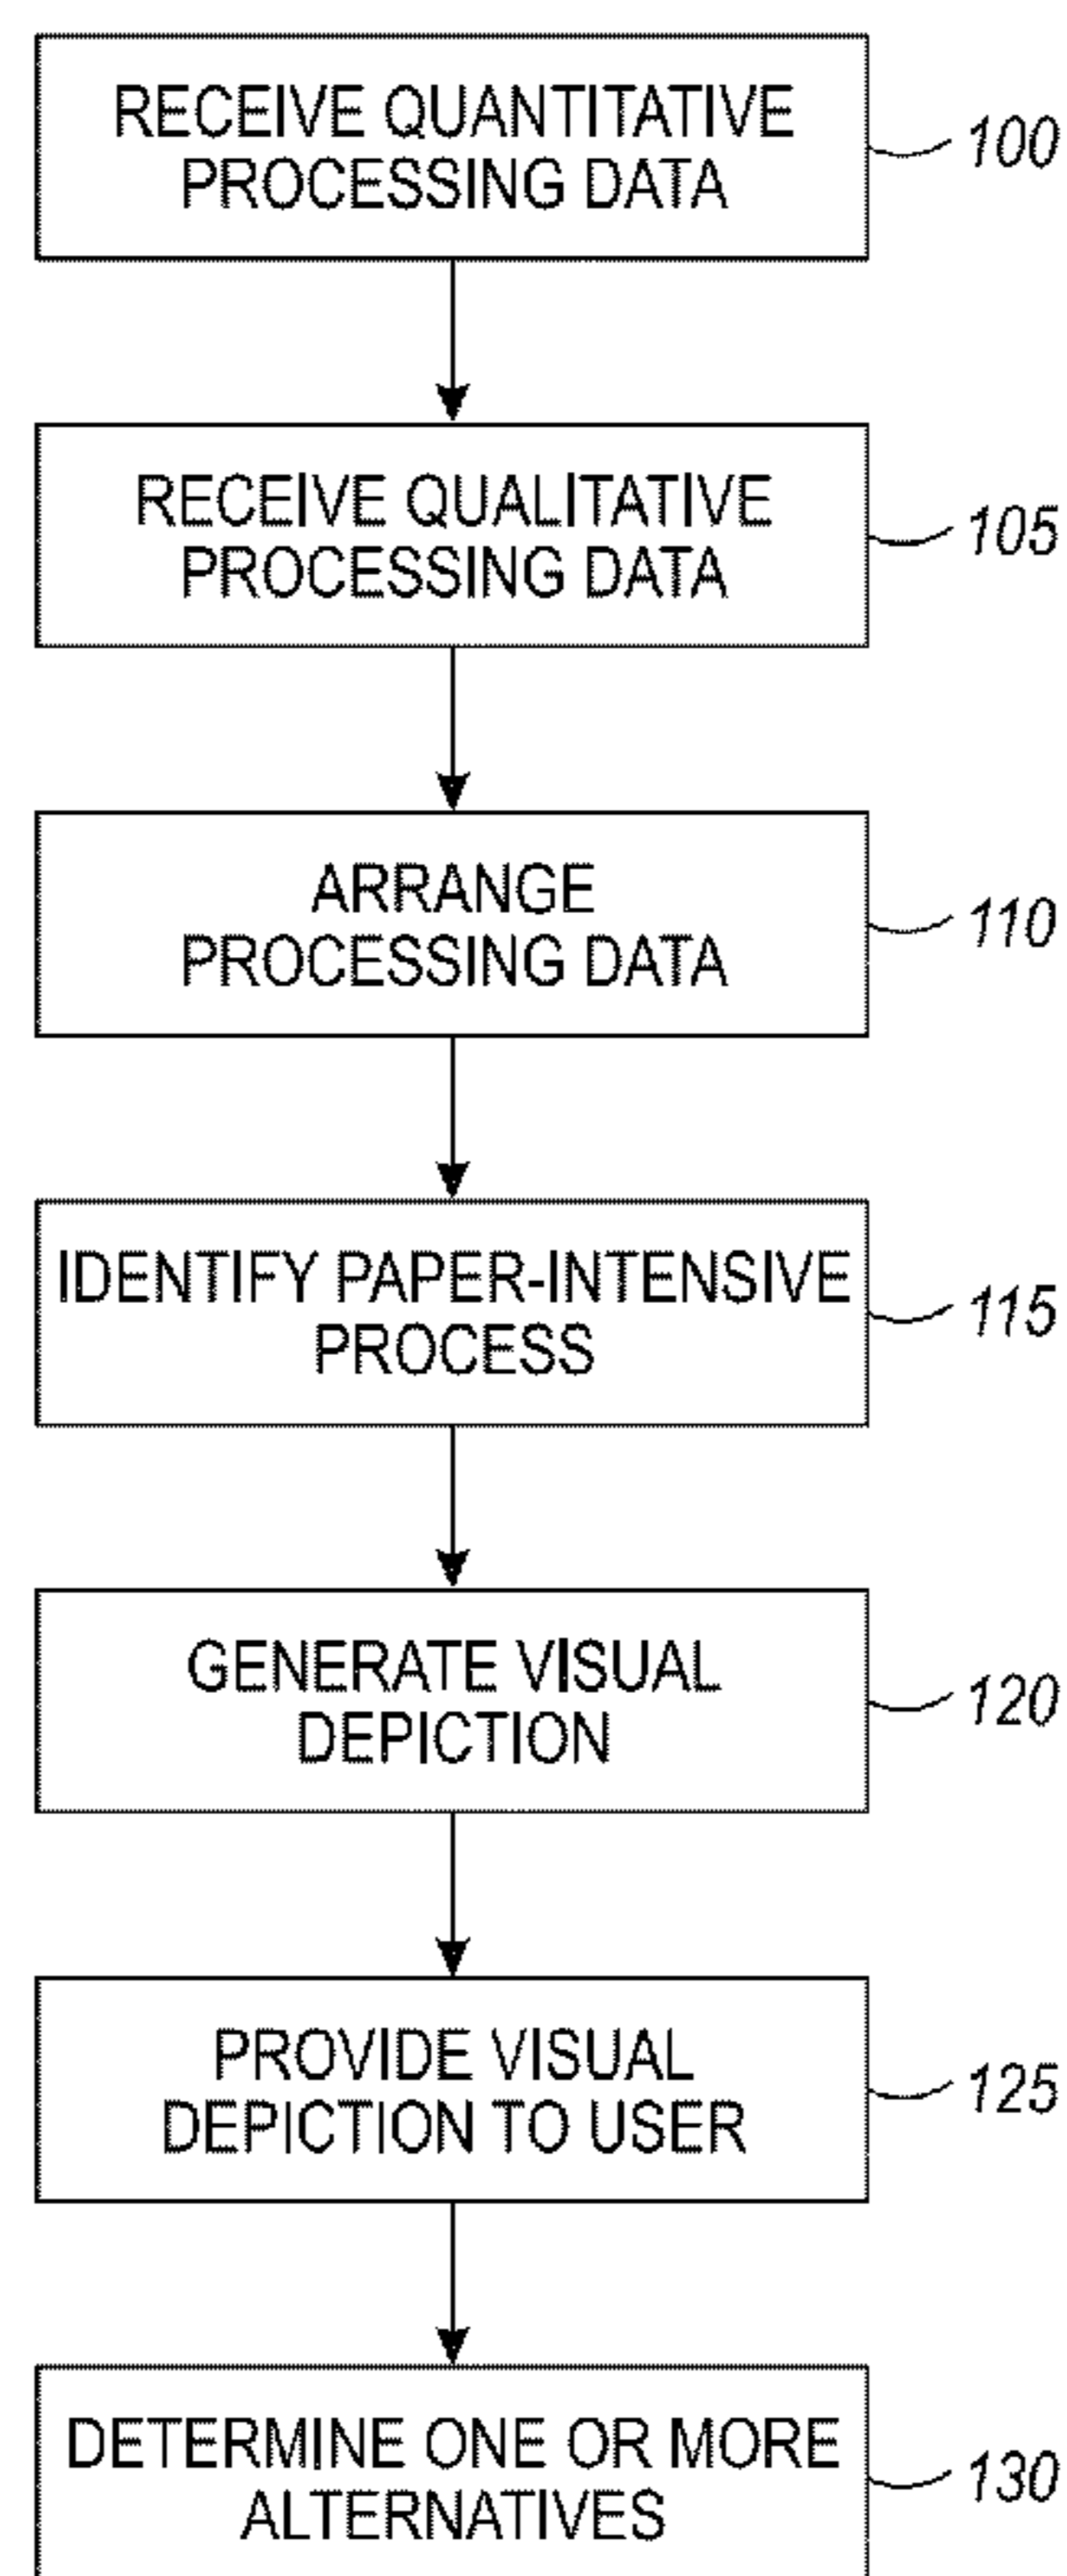 RECEIVE QUANTITATIVE
PROCESSING DATA
100
RECEIVE QUALITATIVE
PROCESSING DATA
105
ARRANGE
PROCESSING DATA
110
IDENTIFY PAPER-INTENSIVE
PROCESS
115
GENERATE VISUAL
DEPICTION
120
PROVIDE VISUAL
DEPICTION TO USER
125
DETERMINE ONE OR MORE
ALTERNATIVES
130